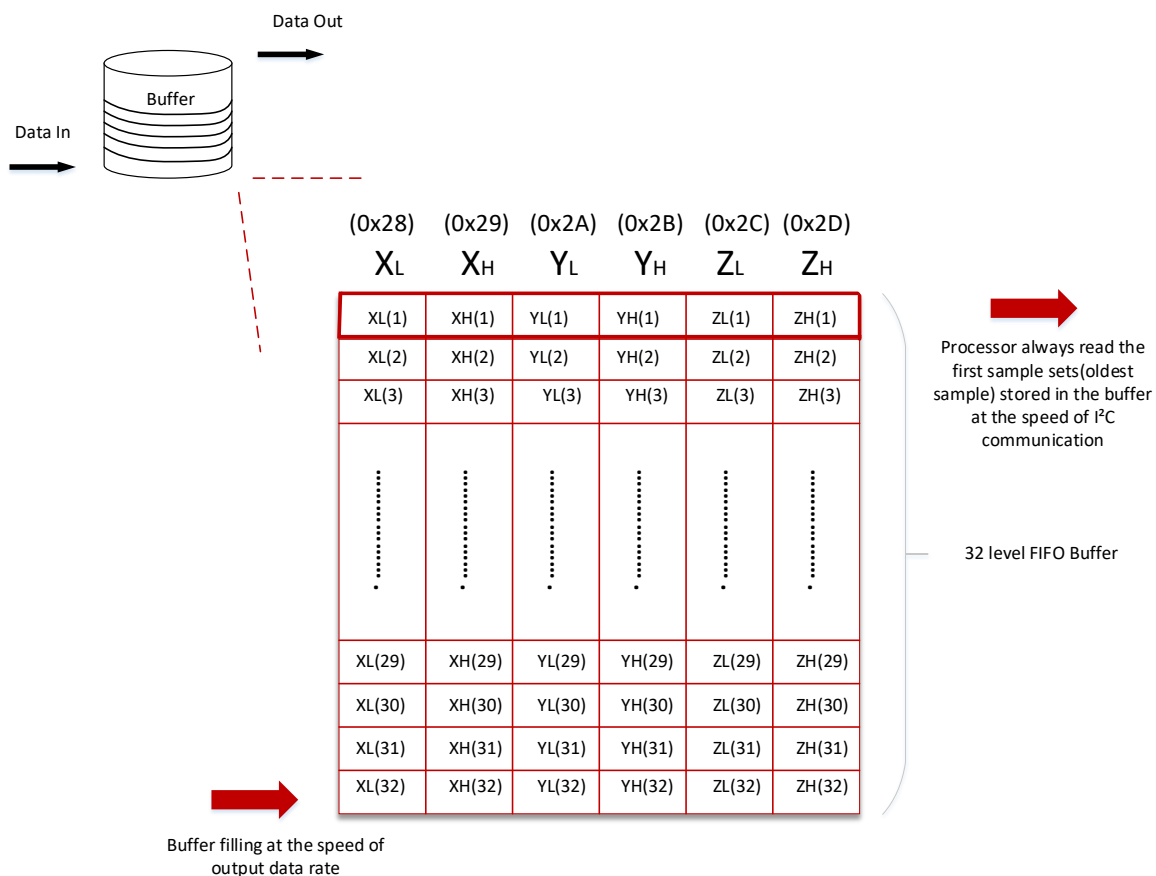 Data Out
Buffer
Data In
(0x28) (0x29) (0x2A) (0x2B) (0x2C) (0x2D)
XL XH YL YH ZL ZH
XL(1) XH(1) YL(1) YH(1) ZL(1) ZH(1)
XL(2) XH(2) YL(2) YH(2) ZL(2) ZH(2)
XL(3) XH(3) YL(3) YH(3) ZL(3) ZH(3)
Processor always read the
first sample sets(oldest
sample) stored in the buffer
at the speed of I²C
communication
32 level FIFO Buffer
XL(29) XH(29) YL(29) YH(29) ZL(29) ZH(29)
XL(30) XH(30) YL(30) YH(30) ZL(30) ZH(30)
XL(31) XH(31) YL(31) YH(31) ZL(31) ZH(31)
XL(32) XH(32) YL(32) YH(32) ZL(32) ZH(32)
Buffer filling at the speed of
output data rate